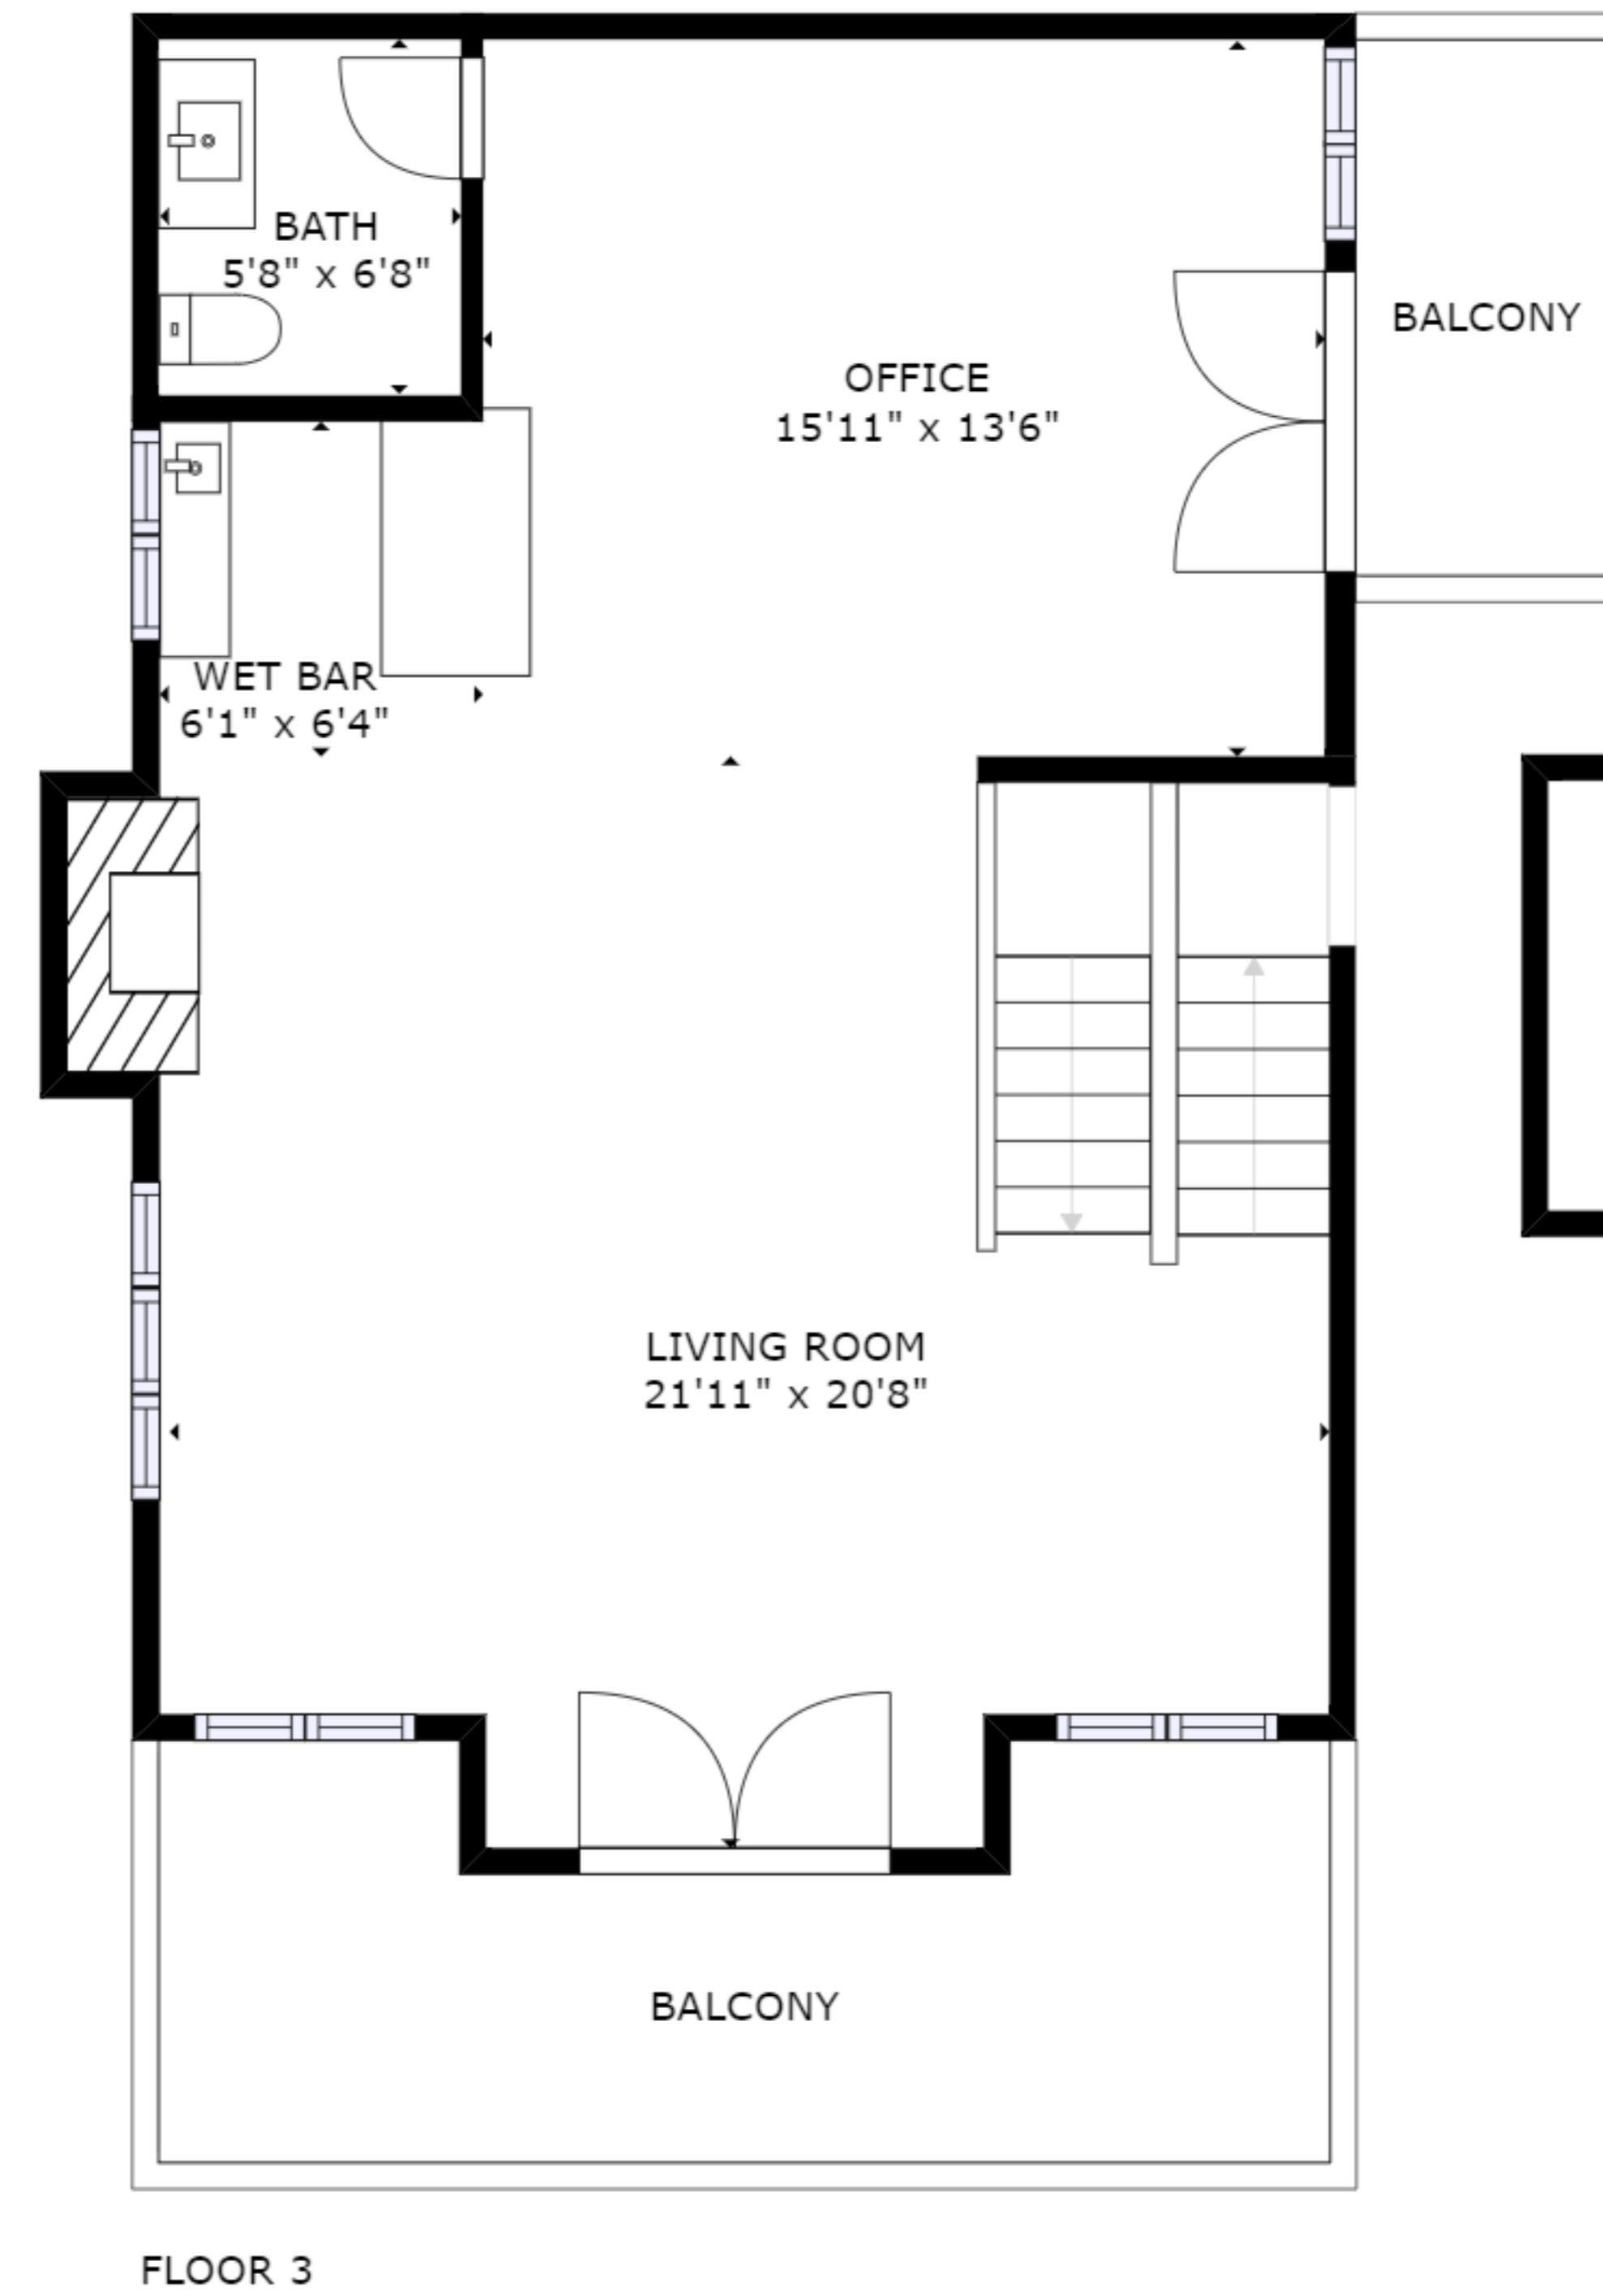 BATH
5'8" x 6'8"
BALCONY
OFFICE
15'11" x 13'6"
WET BAR
6'1" x 6'4"
LIVING ROOM
21'11" x 20'8"
BALCONY
FLOOR 3